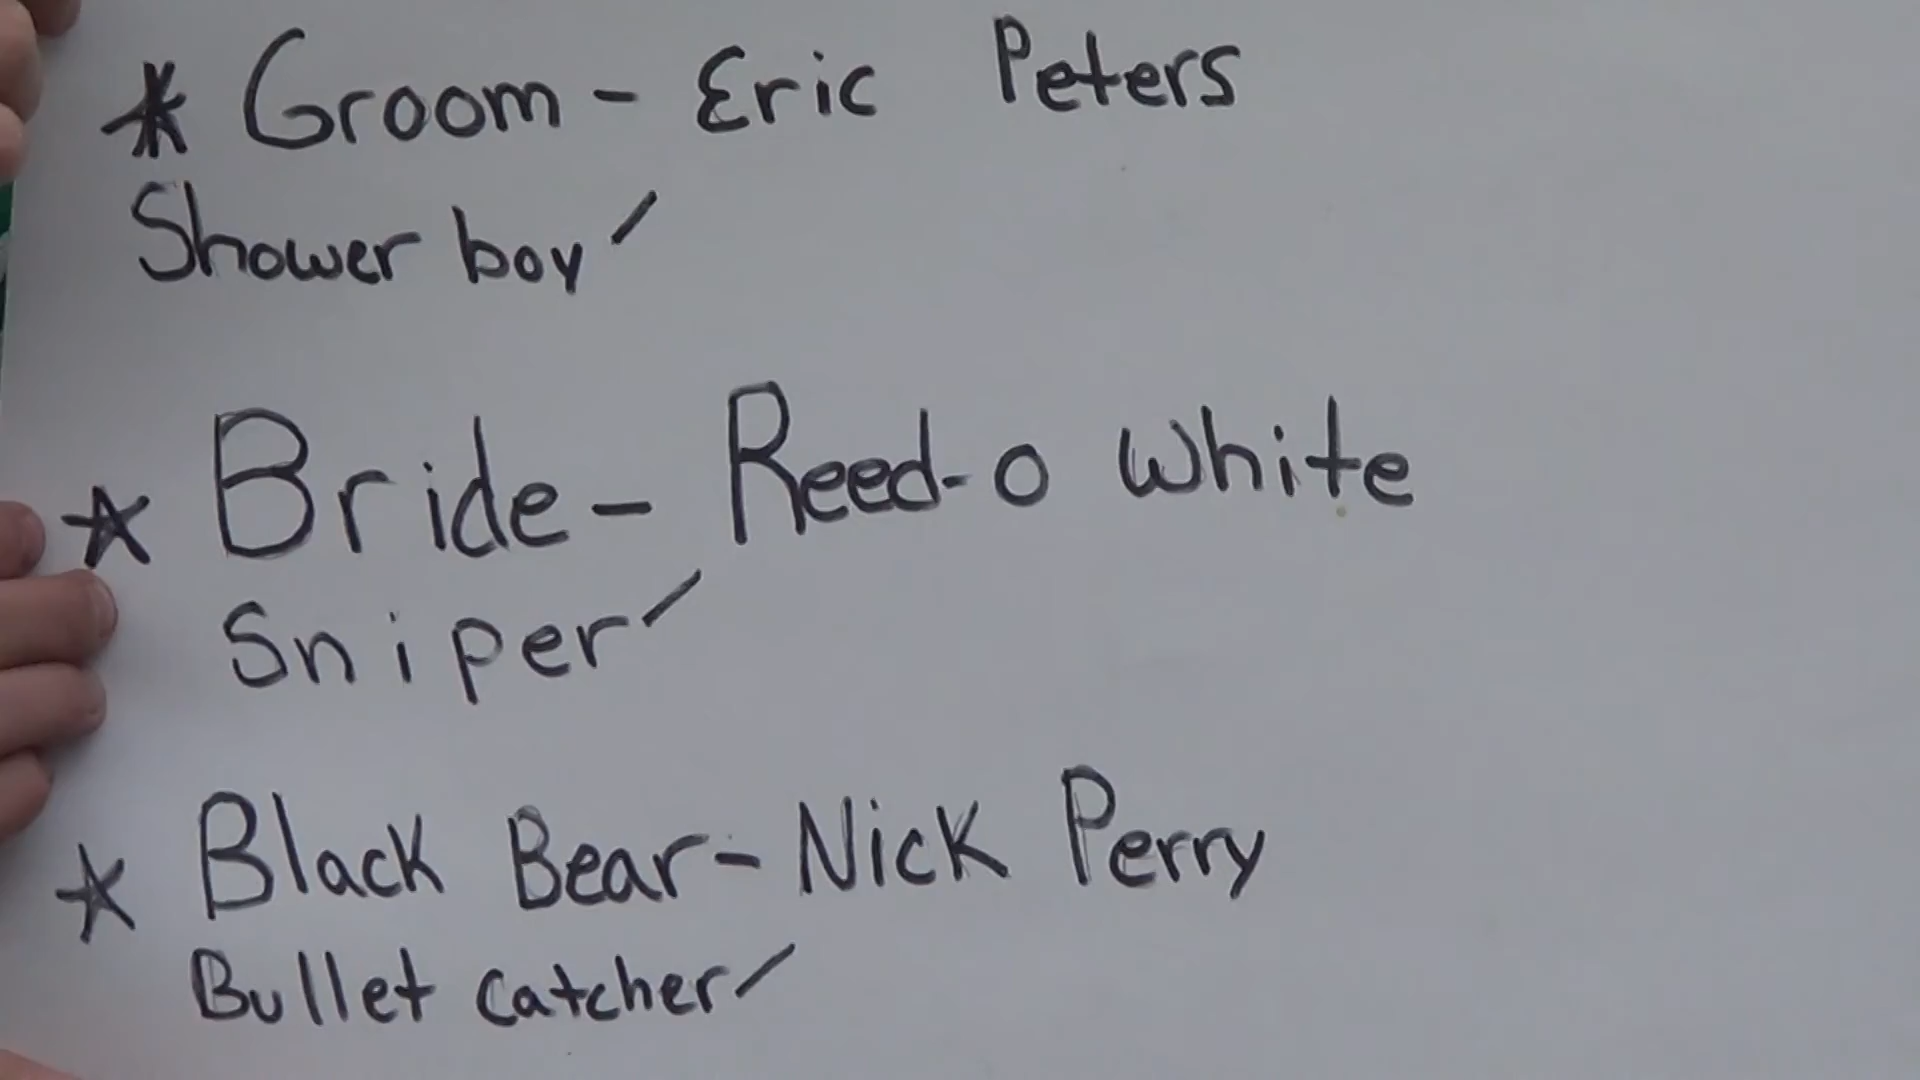 * Groom - Eric Peters
Shower boy ⁄
* Bride - Reed-o White
Sniper ⁄
* Black Bear - Nick Perry
Bullet catcher ⁄